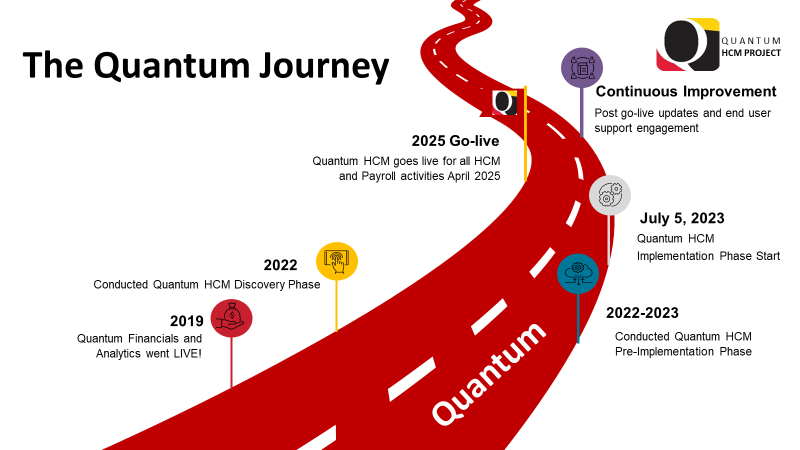 The Quantum Journey
Q
QUANTUM
HCM PROJECT
Continuous Improvement
Post go-live updates and end user
support engagement
Q
2025 Go-live
Quantum HCM goes live for all HCM
and Payroll activities April 2025
July 5, 2023
Quantum HCM
Implementation Phase Start
2022
Conducted Quantum HCM Discovery Phase
2022-2023
Conducted Quantum HCM
Pre-Implementation Phase
2019
Quantum Financials and
Analytics went LIVE!
$
Quantum